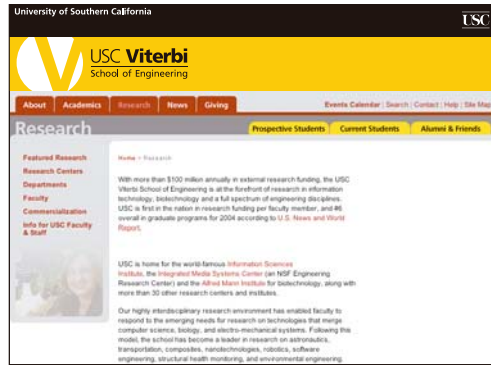 University of Southern California
USC
USC Viterbi
School of Engineering
About Academics Research News Giving
Events Calendar | Search | Contact | Help | Site Map
Research
Prospective Students Current Students Alumni & Friends
Featured Research
Research Centers
Departments
Faculty
Commercialization
Info for USC Faculty
& Staff
Home > Research
With more than $100 million annually in external research funding, the USC
Viterbi School of Engineering is at the forefront of research in information
technology, biotechnology and a full spectrum of engineering disciplines.
USC is first in the nation in research funding per faculty member, and #6
overall in graduate programs for 2004 according to U.S. News and World
Report.
USC is home for the world-famous Information Sciences
Institute, the Integrated Media Systems Center (an NSF Engineering
Research Center) and the Alfred Mann Institute for biotechnology, along with
more than 30 other research centers and institutes.
Our highly interdisciplinary research environment has enabled faculty to
respond to the emerging needs for research on technologies that merge
computer science, biology, and electro-mechanical systems. Following this
model, the school has become a leader in research on astronautics,
transportation, composites, nanotechnologies, robotics, software
engineering, structural health monitoring, and environmental engineering.